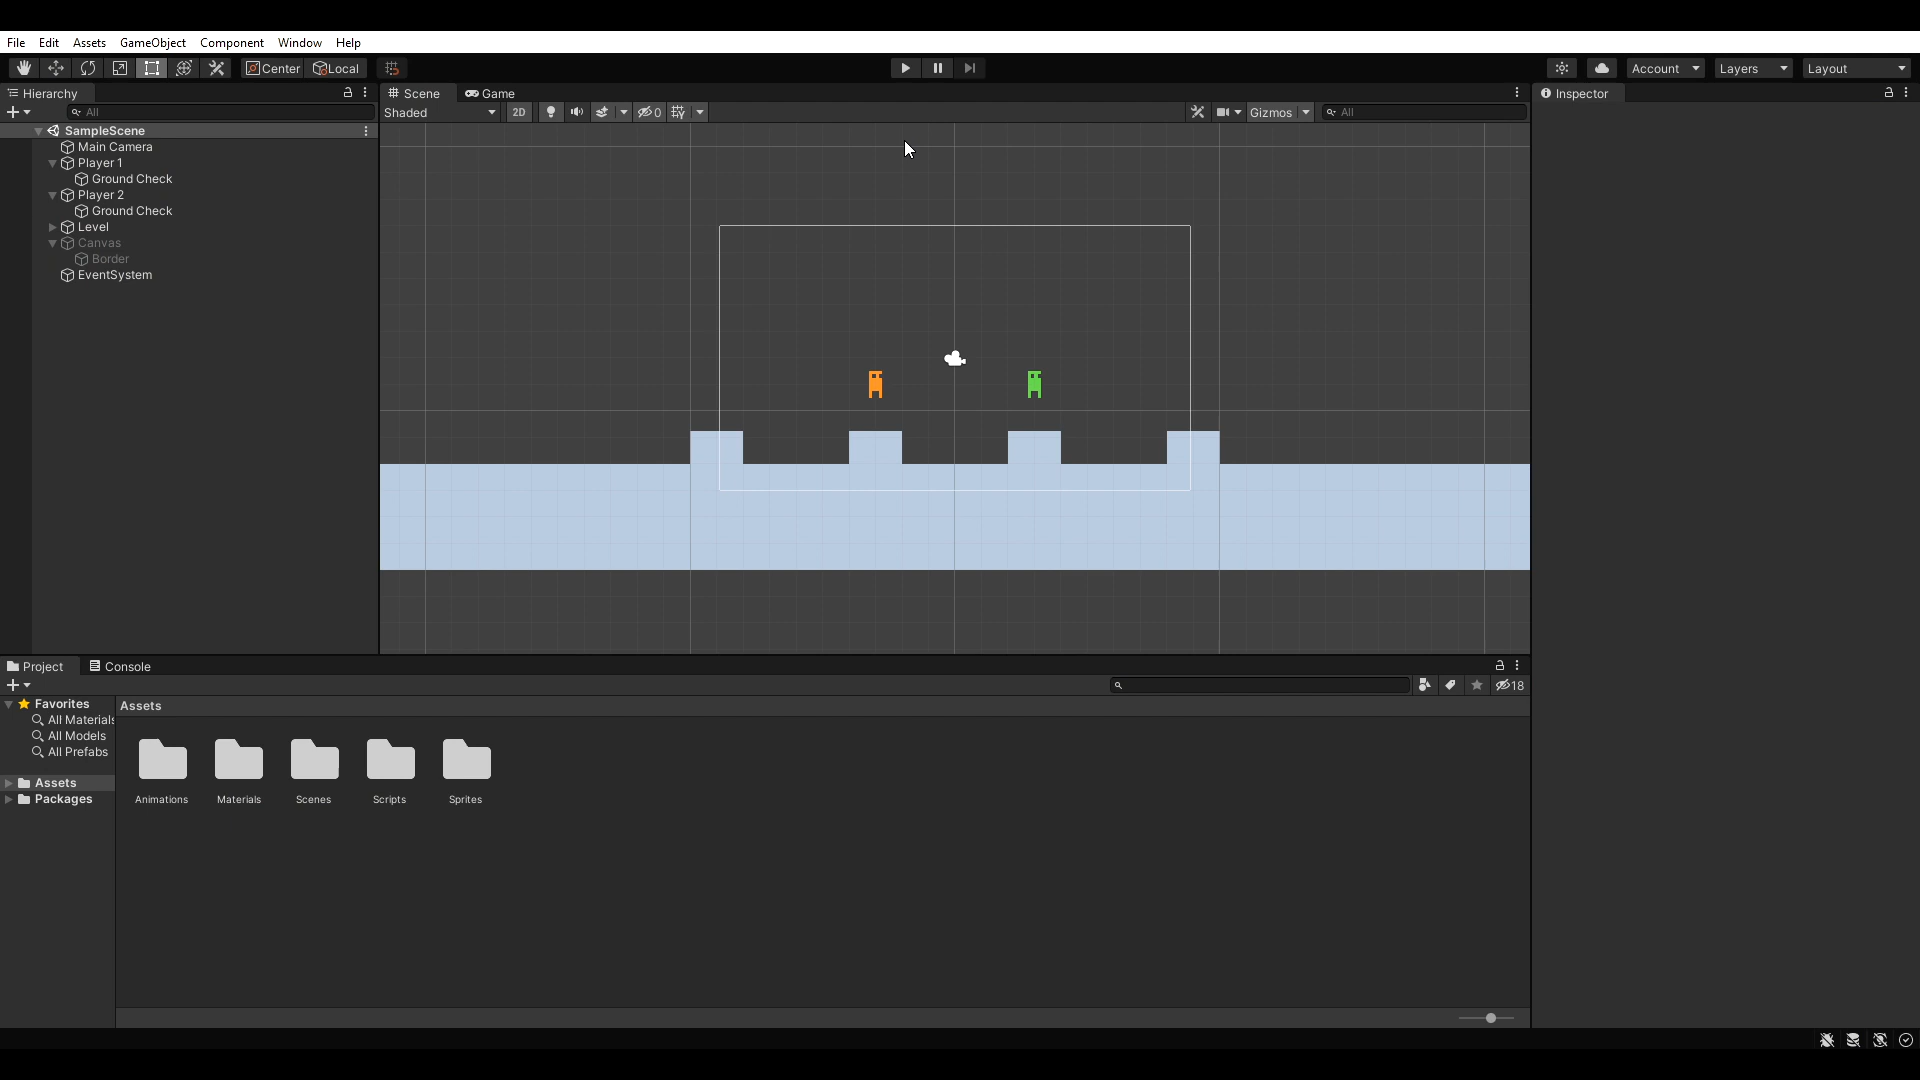 File Edit Assets GameObject Component Window Help
Center Local Account Layers Layout
Hierarchy
All
SampleScene
Main Camera
Player 1
Ground Check
Player 2
Ground Check
Level
Canvas
Border
EventSystem
Scene Game
Shaded 2D 0 Gizmos All
Inspector
Project Console
18
Favorites
All Materials
All Models
All Prefabs
Assets
Packages
Assets
Animations Materials Scenes Scripts Sprites